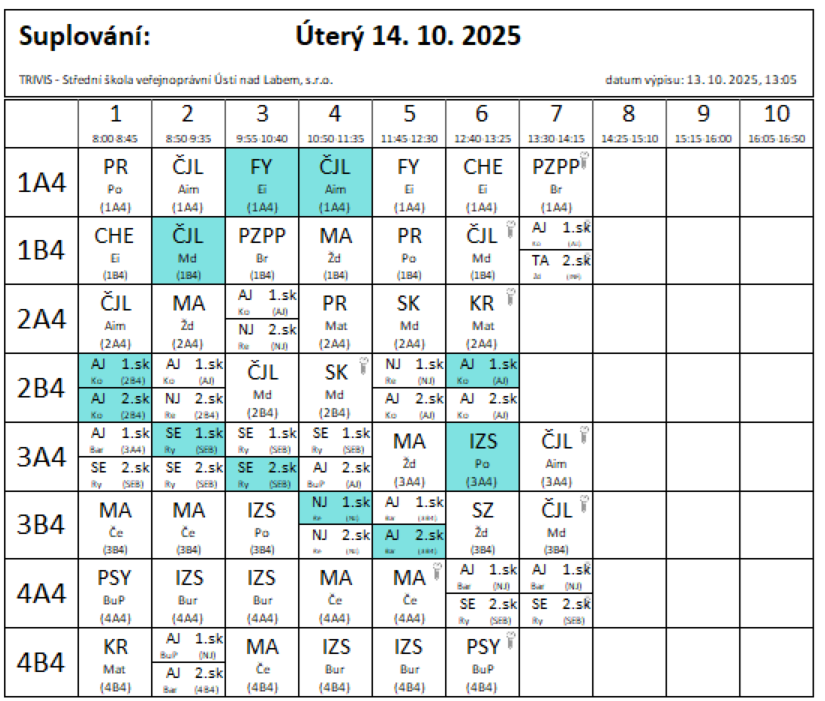 Suplování: Úterý 14. 10. 2025
TRIVIS - Střední škola veřejnoprávní Ústí nad Labem, s.r.o. datum výpisu: 13. 10. 2025, 13:05
1 2 3 4 5 6 7 8 9 10
8:00-8:45 8:50-9:35 9:55-10:40 10:50-11:35 11:45-12:30 12:40-13:25 13:30-14:15 14:25-15:10 15:15-16:00 16:05-16:50
1A4
PR ČJL FY ČJL FY CHE PZPP
Po Aim Ei Aim Ei Ei Br
(1A4) (1A4) (1A4) (1A4) (1A4) (1A4) (1A4)
1B4
CHE ČJL PZPP MA PR ČJL AJ 1.sk
Ei Md Br Žd Po Md Ko (AJ)
(1B4) (1B4) (1B4) (1B4) (1B4) (1B4) TA 2.sk
2A4
ČJL MA AJ 1.sk PR SK KR
Aim Žd Ko (AJ) Mat Md Mat
(2A4) (2A4) NJ 2.sk (2A4) (2A4) (2A4)
Re (NJ)
2B4
AJ 1.sk AJ 1.sk ČJL SK NJ 1.sk AJ 1.sk
Ko (2B4) Ko (AJ) Md Md Re (NJ) Ko (AJ)
AJ 2.sk NJ 2.sk (2B4) (2B4) AJ 2.sk AJ 2.sk
Ko (2B4) Re (2B4) Ko (AJ) Ko (AJ)
3A4
AJ 1.sk SE 1.sk SE 1.sk SE 1.sk MA IZS ČJL
Bar (3A4) Ry (SEB) Ry (SEB) Ry (SEB) Žd Po Aim
SE 2.sk SE 2.sk SE 2.sk AJ 2.sk (3A4) (3A4) (3A4)
Ry (SEB) Ry (SEB) Ry (SEB) BuP (AJ)
3B4
MA MA IZS NJ 1.sk AJ 1.sk SZ ČJL
Če Če Po Re (NJ) Bar (3B4) Žd Md
(3B4) (3B4) (3B4) NJ 2.sk AJ 2.sk (3B4) (3B4)
Re (NJ) Bar (3B4)
4A4
PSY IZS IZS MA MA AJ 1.sk AJ 1.sk
BuP Bur Bur Če Če Bar (NJ) Bar (NJ)
(4A4) (4A4) (4A4) (4A4) (4A4) SE 2.sk SE 2.sk
Ry (SEB) Ry (SEB)
4B4
KR AJ 1.sk MA IZS IZS PSY
Mat BuP (NJ) Če Bur Bur BuP
(4B4) AJ 2.sk (4B4) (4B4) (4B4) (4B4)
Bar (4B4)